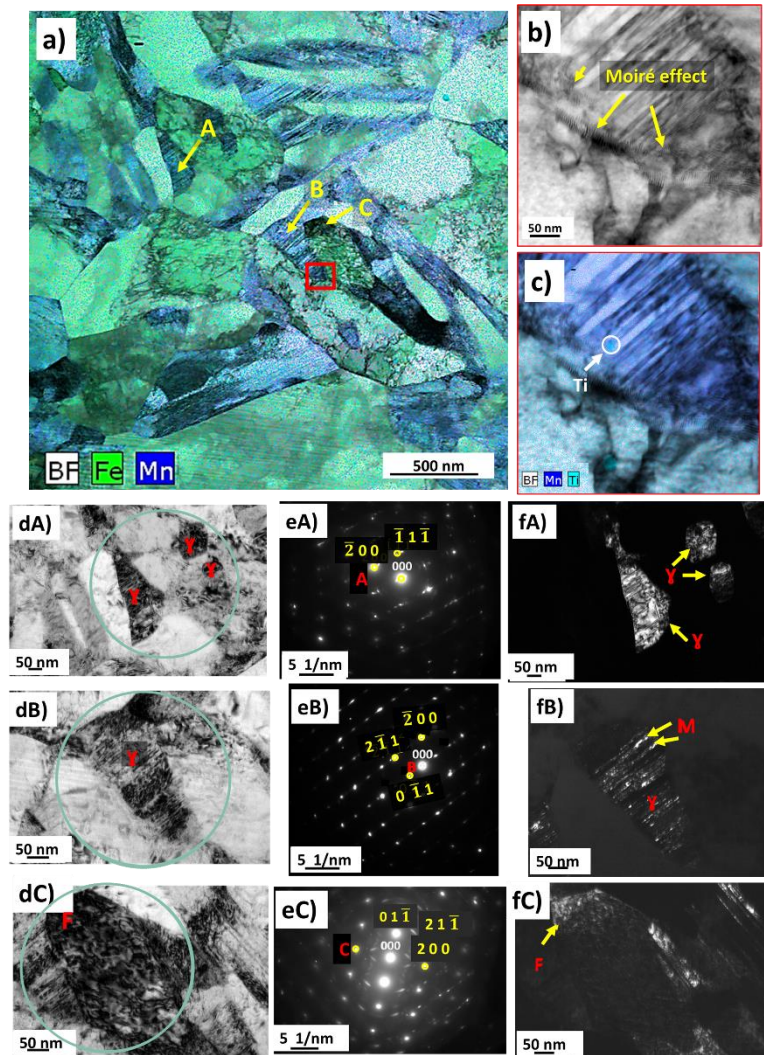 a)
A
B
C
BF Fe Mn
500 nm
b)
Moiré effect
50 nm
c)
Ti
BF Mn Ti
dA)
ɣ
ɣ
ɣ
50 nm
eA)
1̅ 1 1̅
2̅ 0 0
000
A
5 1/nm
fA)
ɣ
ɣ
50 nm
dB)
ɣ
50 nm
eB)
2̅ 0 0
2 1̅ 1
000
B
0 1̅ 1
5 1/nm
fB)
M
ɣ
50 nm
dC)
F
50 nm
eC)
0 1 1̅
2 1 1̅
000
C
2 0 0
5 1/nm
fC)
F
50 nm